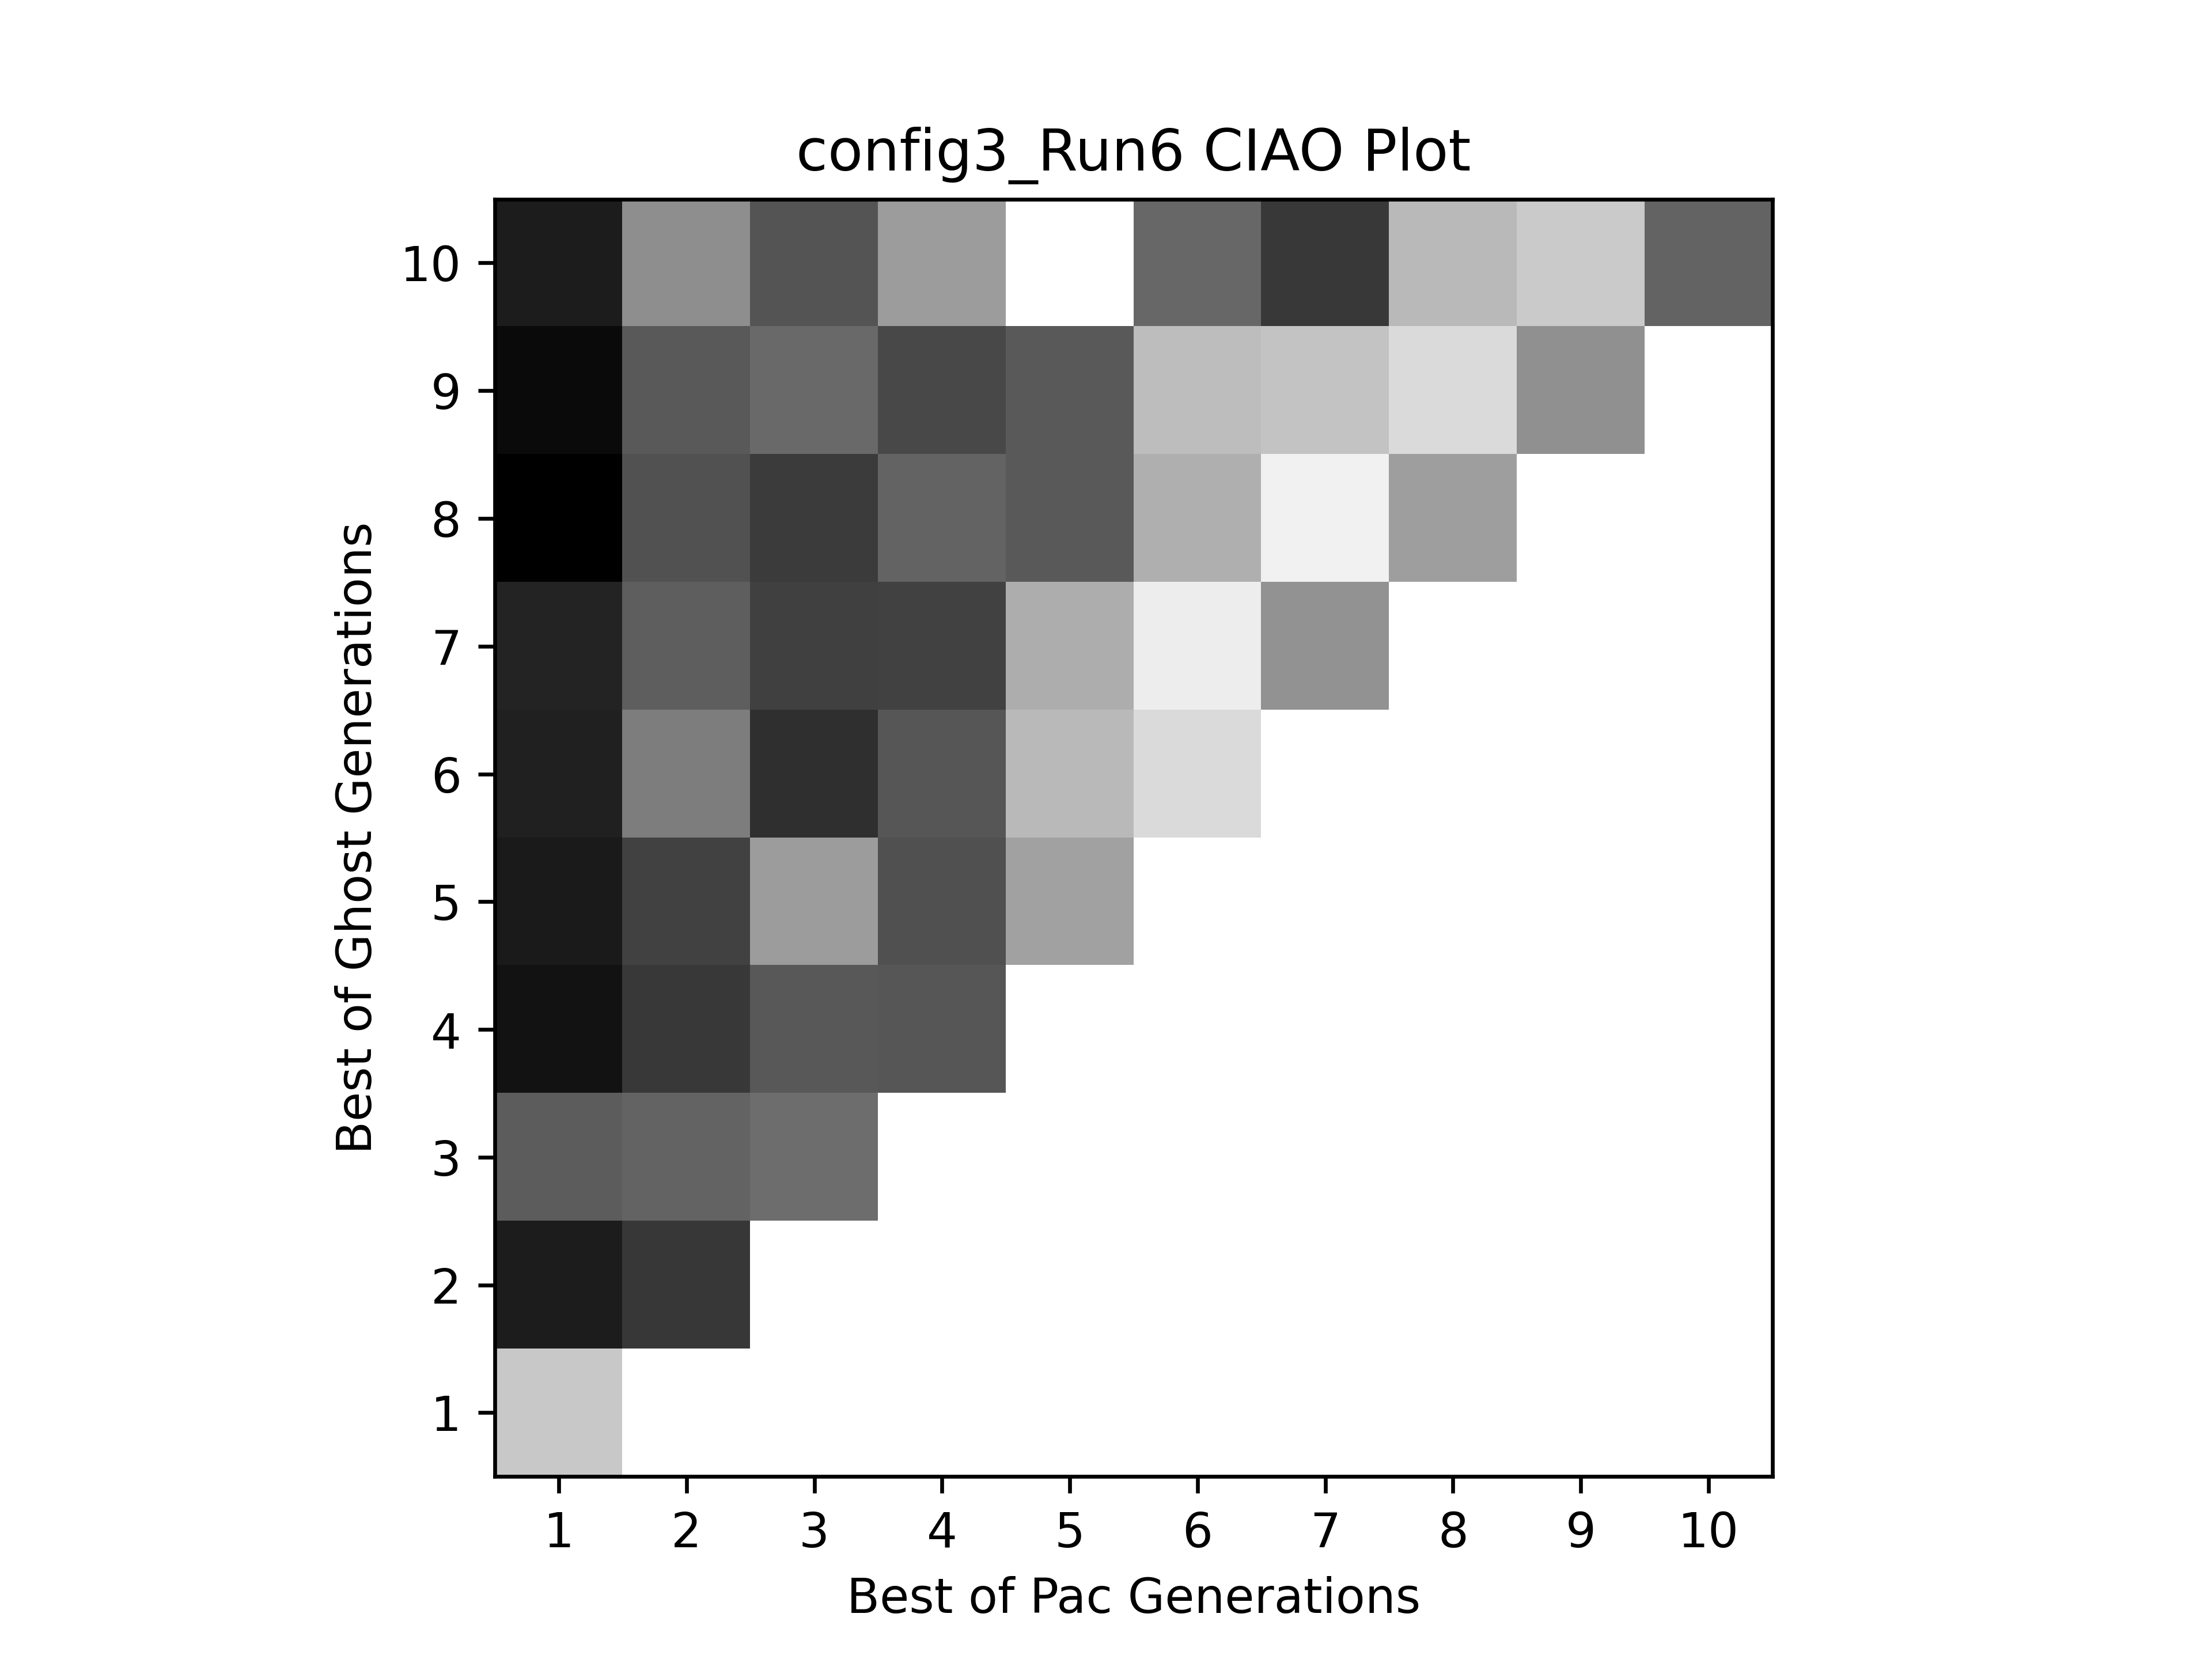 config3_Run6 CIAO Plot
Best of Ghost Generations
10
9
8
7
6
5
4
3
2
1
1 2 3 4 5 6 7 8 9 10
Best of Pac Generations